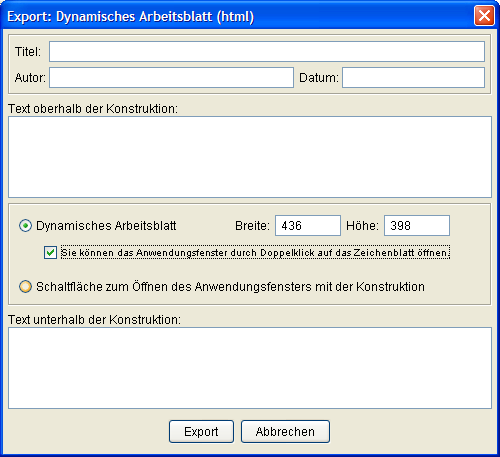 Export: Dynamisches Arbeitsblatt (html)
Titel:
Autor: Datum:
Text oberhalb der Konstruktion:
Dynamisches Arbeitsblatt Breite: 436 Höhe: 398
Sie können das Anwendungsfenster durch Doppelklick auf das Zeichenblatt öffnen.
Schaltfläche zum Öffnen des Anwendungsfensters mit der Konstruktion
Text unterhalb der Konstruktion:
Export Abbrechen